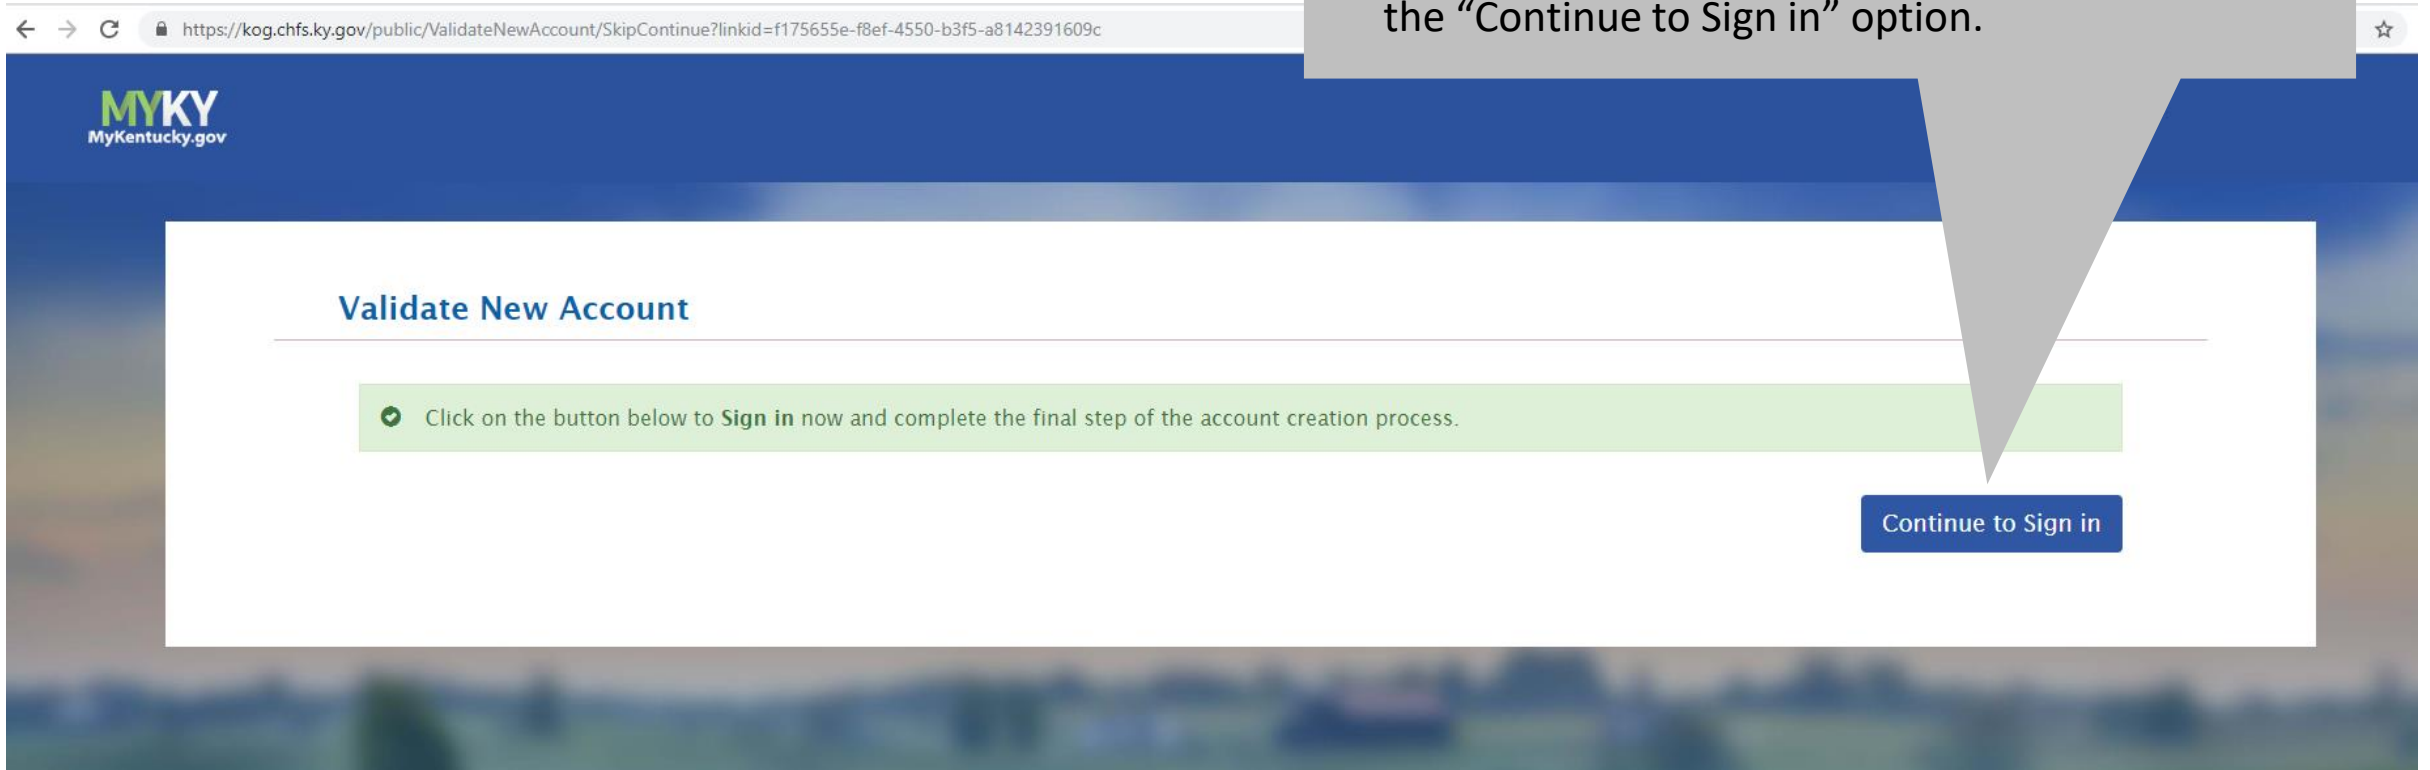 the “Continue to Sign in” option.
https://kog.chfs.ky.gov/public/ValidateNewAccount/SkipContinue?linkid=f175655e-f8ef-4550-b3f5-a8142391609c
MYKY
MyKentucky.gov
Validate New Account
Click on the button below to Sign in now and complete the final step of the account creation process.
Continue to Sign in